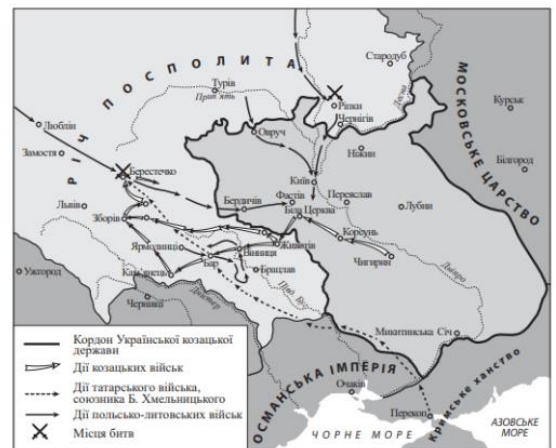 РІЧ ПОСПОЛИТА
МОСКОВСЬКЕ ЦАРСТВО
Стародуб
Турів
Прип'ять
Ріпки
Десна
Курськ
Люблін
Овруч
Чернігів
Замостя
Ніжин
Білгород
Берестечко
Київ
Львів
Бердичів
Фастів
Переяслав
Зборів
Біла Церква
Лубни
Корсунь
Ярмолинці
Животів
Вінниця
Ужгород
Бар
Чигирин
Кам'янець
Брацлав
Дніпро
Чернівці
Дністер
Півд. Буг
Микитинська Січ
Кордон Української козацької
держави
Дії козацьких військ
Дії татарського війська,
союзника Б. Хмельницького
Дії польсько-литовських військ
Місця битв
ОСМАНСЬКА ІМПЕРІЯ
Очаків
Кримське ханство
Перекоп
ЧОРНЕ МОРЕ
АЗОВСЬКЕ
МОРЕ